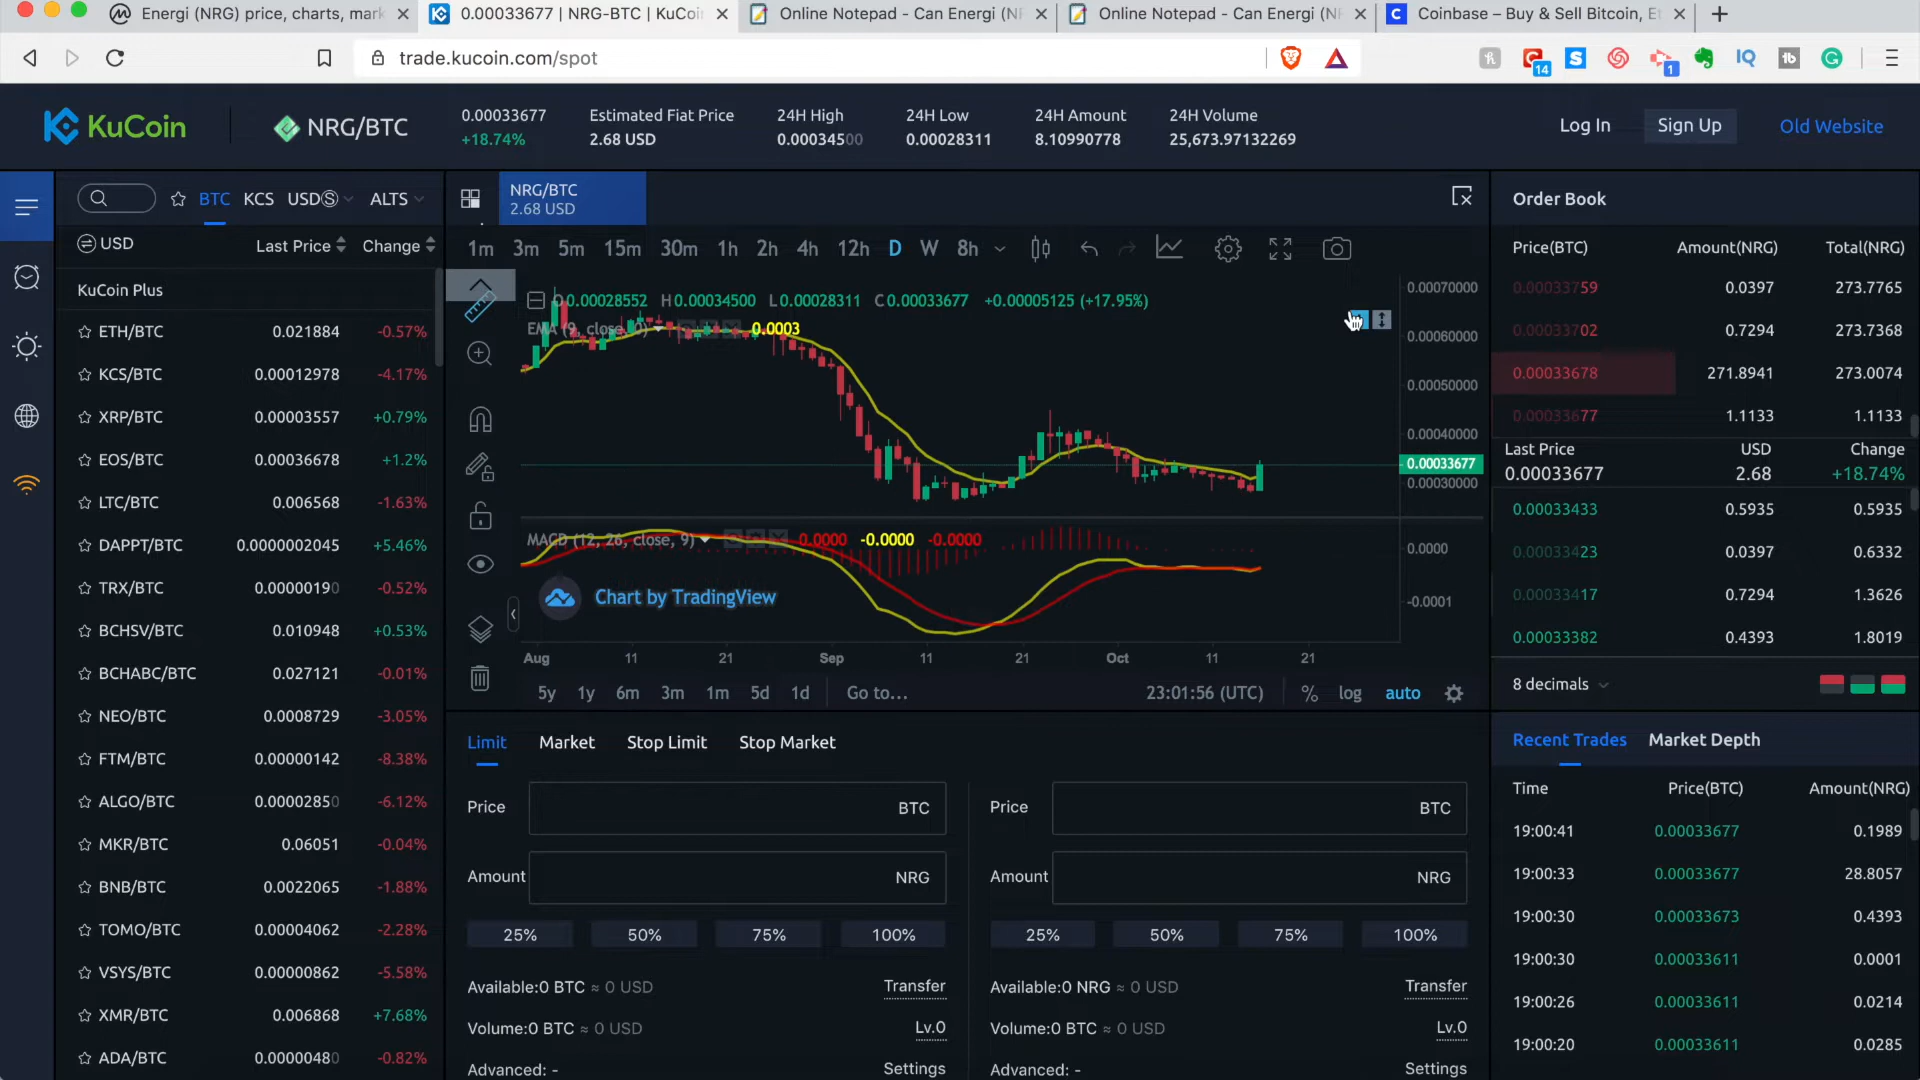 Energi (NRG) price, charts, mark
0.00033677 | NRG-BTC | KuCoin
Online Notepad - Can Energi (NR
Online Notepad - Can Energi (NR
Coinbase – Buy & Sell Bitcoin, Et
trade.kucoin.com/spot
14
1
IQ
tb
KuCoin
NRG/BTC
0.00033677
+18.74%
Estimated Fiat Price
2.68 USD
24H High
0.00034500
24H Low
0.00028311
24H Amount
8.10990778
24H Volume
25,673.97132269
Log In
Sign Up
Old Website
BTC KCS USDⓈ ALTS
USD Last Price Change
KuCoin Plus
ETH/BTC 0.021884 -0.57%
KCS/BTC 0.00012978 -4.17%
XRP/BTC 0.00003557 +0.79%
EOS/BTC 0.00036678 +1.2%
LTC/BTC 0.006568 -1.63%
DAPPT/BTC 0.0000002045 +5.46%
TRX/BTC 0.00000190 -0.52%
BCHSV/BTC 0.010948 +0.53%
BCHABC/BTC 0.027121 -0.01%
NEO/BTC 0.0008729 -3.05%
FTM/BTC 0.00000142 -8.38%
ALGO/BTC 0.00002850 -6.12%
MKR/BTC 0.06051 -0.04%
BNB/BTC 0.0022065 -1.88%
TOMO/BTC 0.00004062 -2.28%
VSYS/BTC 0.00000862 -5.58%
XMR/BTC 0.006868 +7.68%
ADA/BTC 0.00000480 -0.82%
NRG/BTC
2.68 USD
1m 3m 5m 15m 30m 1h 2h 4h 12h D W 8h
O0.00028552 H0.00034500 L0.00028311 C0.00033677 +0.00005125 (+17.95%)
EMA (9, close, 0) 0.0003
0.00070000
0.00060000
0.00050000
0.00040000
0.00033677
0.00030000
MACD (12, 26, close, 9) 0.0000 -0.0000 -0.0000
0.0000
-0.0001
Chart by TradingView
Aug 11 21 Sep 11 21 Oct 11 21
5y 1y 6m 3m 1m 5d 1d Go to... 23:01:56 (UTC) % log auto
Limit Market Stop Limit Stop Market
Price BTC
Amount NRG
25% 50% 75% 100%
Available:0 BTC ≈ 0 USD Transfer
Volume:0 BTC ≈ 0 USD Lv.0
Advanced: - Settings
Price BTC
Amount NRG
25% 50% 75% 100%
Available:0 NRG ≈ 0 USD Transfer
Volume:0 BTC ≈ 0 USD Lv.0
Advanced: - Settings
Order Book
Price(BTC) Amount(NRG) Total(NRG)
0.00033759 0.0397 273.7765
0.00033702 0.7294 273.7368
0.00033678 271.8941 273.0074
0.00033677 1.1133 1.1133
Last Price USD Change
0.00033677 2.68 +18.74%
0.00033433 0.5935 0.5935
0.00033423 0.0397 0.6332
0.00033417 0.7294 1.3626
0.00033382 0.4393 1.8019
8 decimals
Recent Trades Market Depth
Time Price(BTC) Amount(NRG)
19:00:41 0.00033677 0.1989
19:00:33 0.00033677 28.8057
19:00:30 0.00033673 0.4393
19:00:30 0.00033611 0.0001
19:00:26 0.00033611 0.0214
19:00:20 0.00033611 0.0285